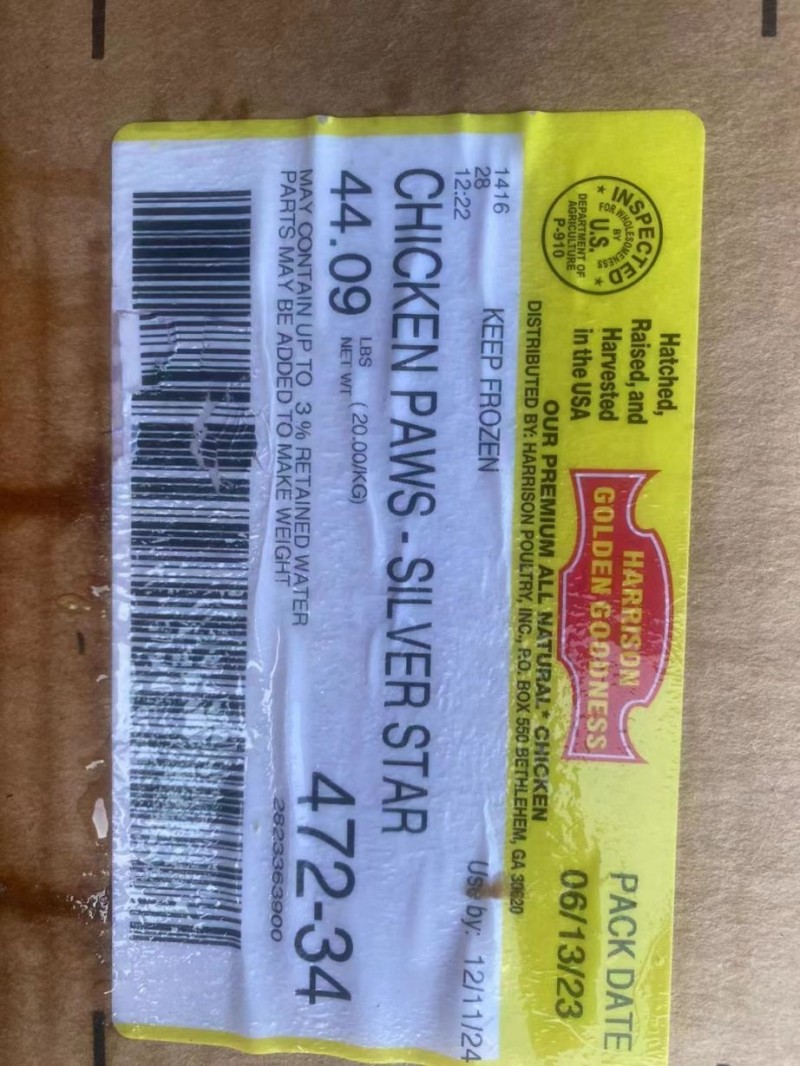 INSPECTED
FOR WHOLESOMENESS
BY
U.S.
DEPARTMENT OF
AGRICULTURE
P-910
Hatched,
Raised, and
Harvested
in the USA
HARRISON
GOLDEN GOODNESS
PACK DATE
06/13/23
OUR PREMIUM ALL NATURAL* CHICKEN
DISTRIBUTED BY: HARRISON POULTRY, INC., P.O. BOX 550 BETHLEHEM, GA 30620
1416
28
12:22
KEEP FROZEN
Use by: 12/11/24
CHICKEN PAWS - SILVER STAR
44.09 LBS NET WT ( 20.00/KG)
472-34
MAY CONTAIN UP TO 3 % RETAINED WATER
PARTS MAY BE ADDED TO MAKE WEIGHT
2823363900